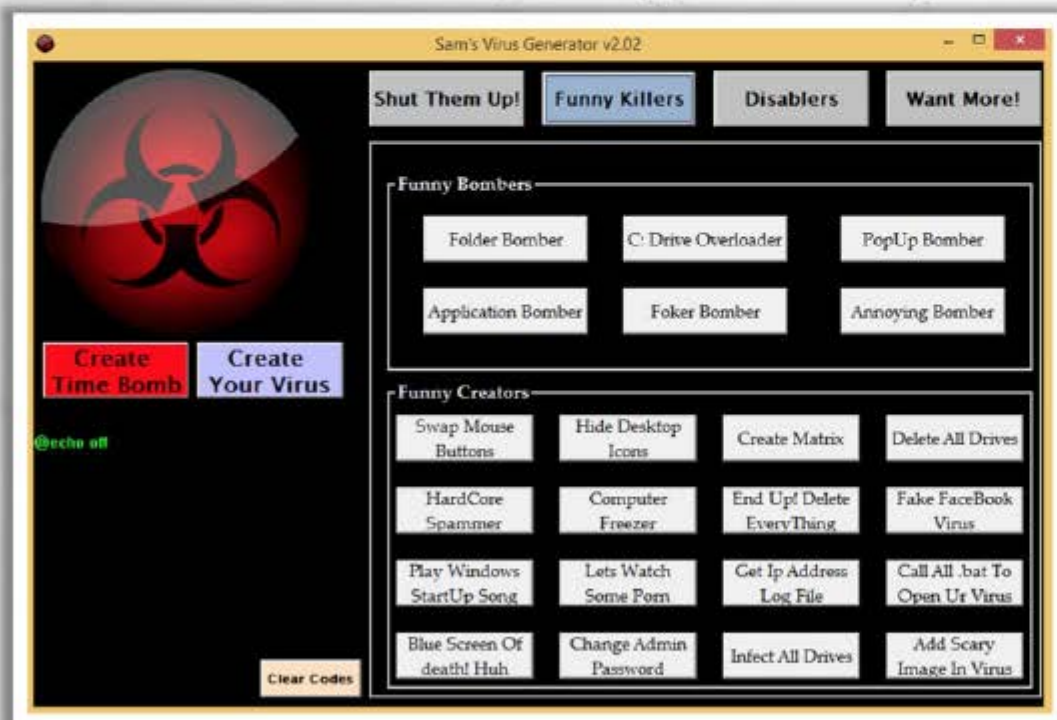 Sam's Virus Generator v2.02
Shut Them Up!
Funny Killers
Disablers
Want More!
Create
Time Bomb
Create
Your Virus
@echo off
Clear Codes
Funny Bombers
Folder Bomber
C: Drive Overloader
PopUp Bomber
Application Bomber
Foker Bomber
Annoying Bomber
Funny Creators
Swap Mouse
Buttons
Hide Desktop
Icons
Create Matrix
Delete All Drives
HardCore
Spammer
Computer
Freezer
End Up! Delete
EveryThing
Fake FaceBook
Virus
Play Windows
StartUp Song
Lets Watch
Some Porn
Get Ip Address
Log File
Call All .bat To
Open Ur Virus
Blue Screen Of
death! Huh
Change Admin
Password
Infect All Drives
Add Scary
Image In Virus